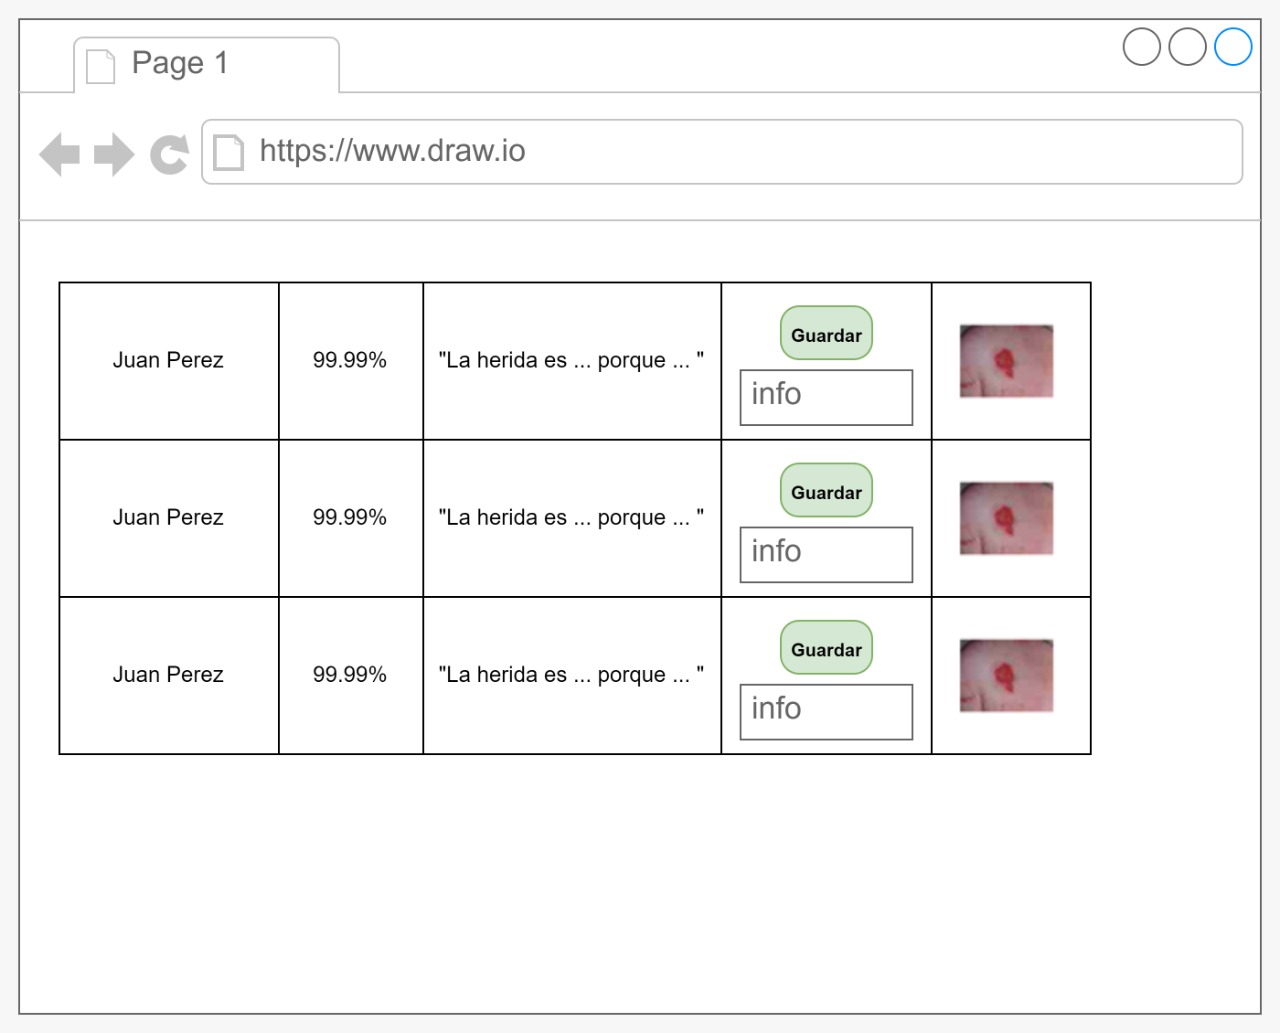 Page 1
https://www.draw.io
Juan Perez
99.99%
"La herida es ... porque ... "
Guardar
info
Juan Perez
99.99%
"La herida es ... porque ... "
Guardar
info
Juan Perez
99.99%
"La herida es ... porque ... "
Guardar
info